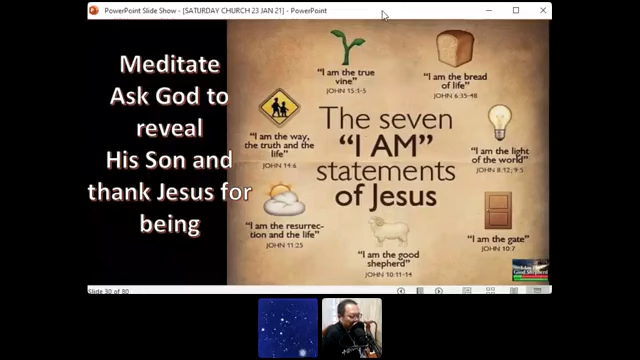 PowerPoint Slide Show - [SATURDAY CHURCH 23 JAN 21] - PowerPoint
Meditate
Ask God to
reveal
His Son and
thank Jesus for
being
The seven
“I AM”
statements
of Jesus
“I am the true
vine”
JOHN 15:1-5
“I am the bread
of life”
JOHN 6:35-48
“I am the way,
the truth and the
life”
JOHN 14:6
“I am the light
of the world”
JOHN 8:12, 9:5
“I am the resurrec-
tion and the life”
JOHN 11:25
“I am the good
shepherd”
JOHN 10:11-14
“I am the gate”
JOHN 10:7
Good Shepherd
Slide 30 of 80